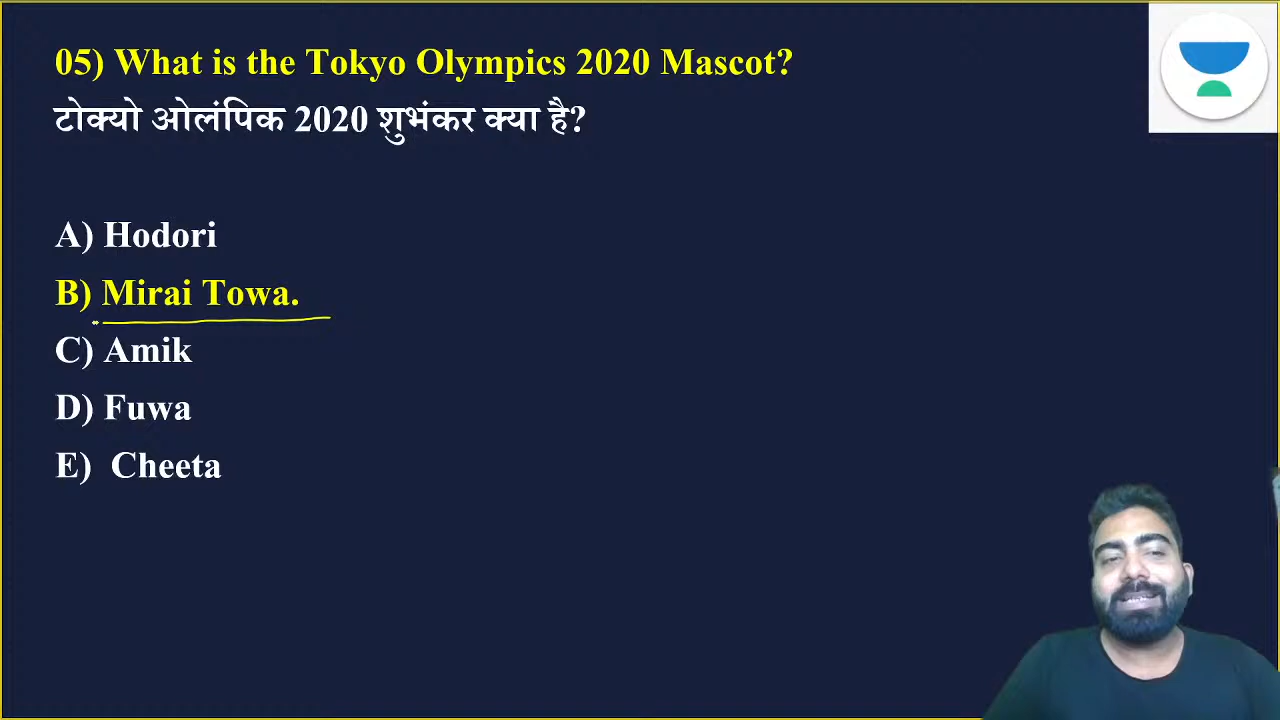 05) What is the Tokyo Olympics 2020 Mascot?
टोक्यो ओलंपिक 2020 शुभंकर क्या है?
A) Hodori
B) Mirai Towa.
C) Amik
D) Fuwa
E) Cheeta